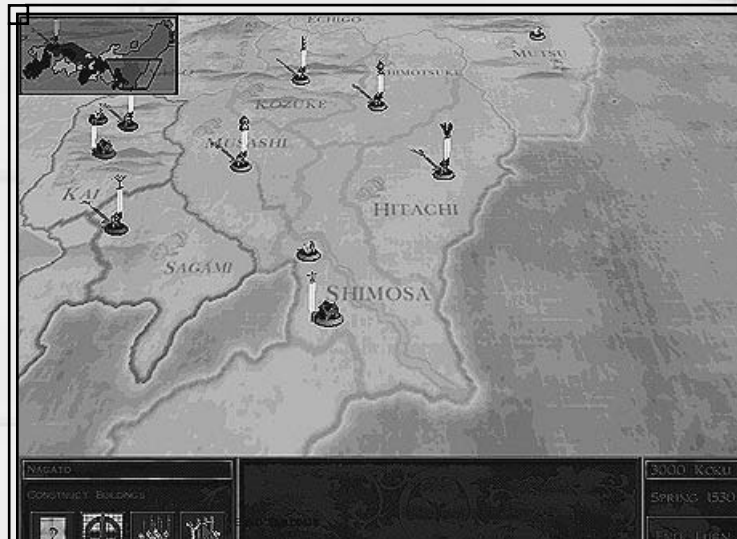 ECHIGO
MUTSU
SHIMOTSUKE
KOZUKE
MUSASHI
KAI
HITACHI
SAGAMI
SHIMOSA
NAGATO
3000 KOKU
CONSTRUCT BUILDINGS
SPRING 1530
?